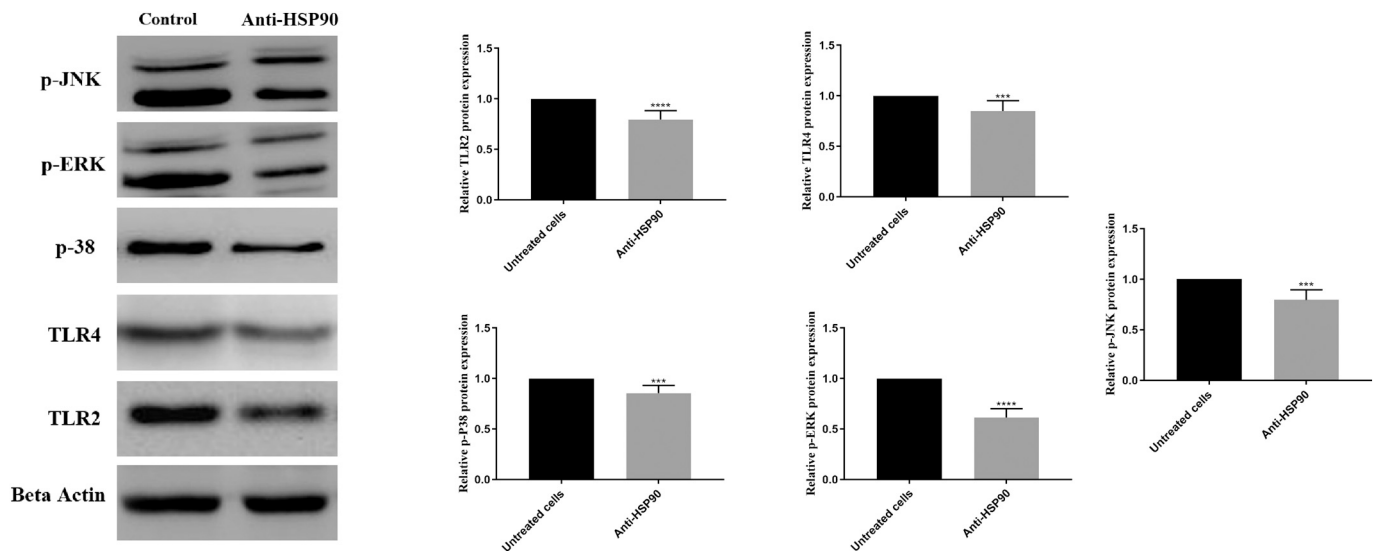 Control Anti-HSP90
p-JNK
p-ERK
p-38
TLR4
TLR2
Beta Actin
Relative TLR2 protein expression
1.5
1.0
0.5
0.0
****
Untreated cells
Anti-HSP90
Relative TLR4 protein expression
1.5
1.0
0.5
0.0
***
Untreated cells
Anti-HSP90
Relative p-P38 protein expression
1.5
1.0
0.5
0.0
***
Untreated cells
Anti-HSP90
Relative p-ERK protein expression
1.5
1.0
0.5
0.0
****
Untreated cells
Anti-HSP90
Relative p-JNK protein expression
1.5
1.0
0.5
0.0
***
Untreated cells
Anti-HSP90